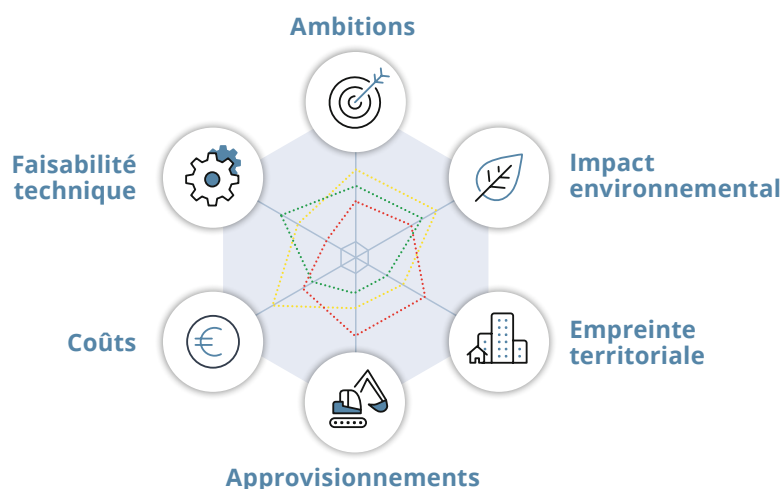 Ambitions
Faisabilité
technique
Impact
environnemental
Coûts
Empreinte
territoriale
Approvisionnements